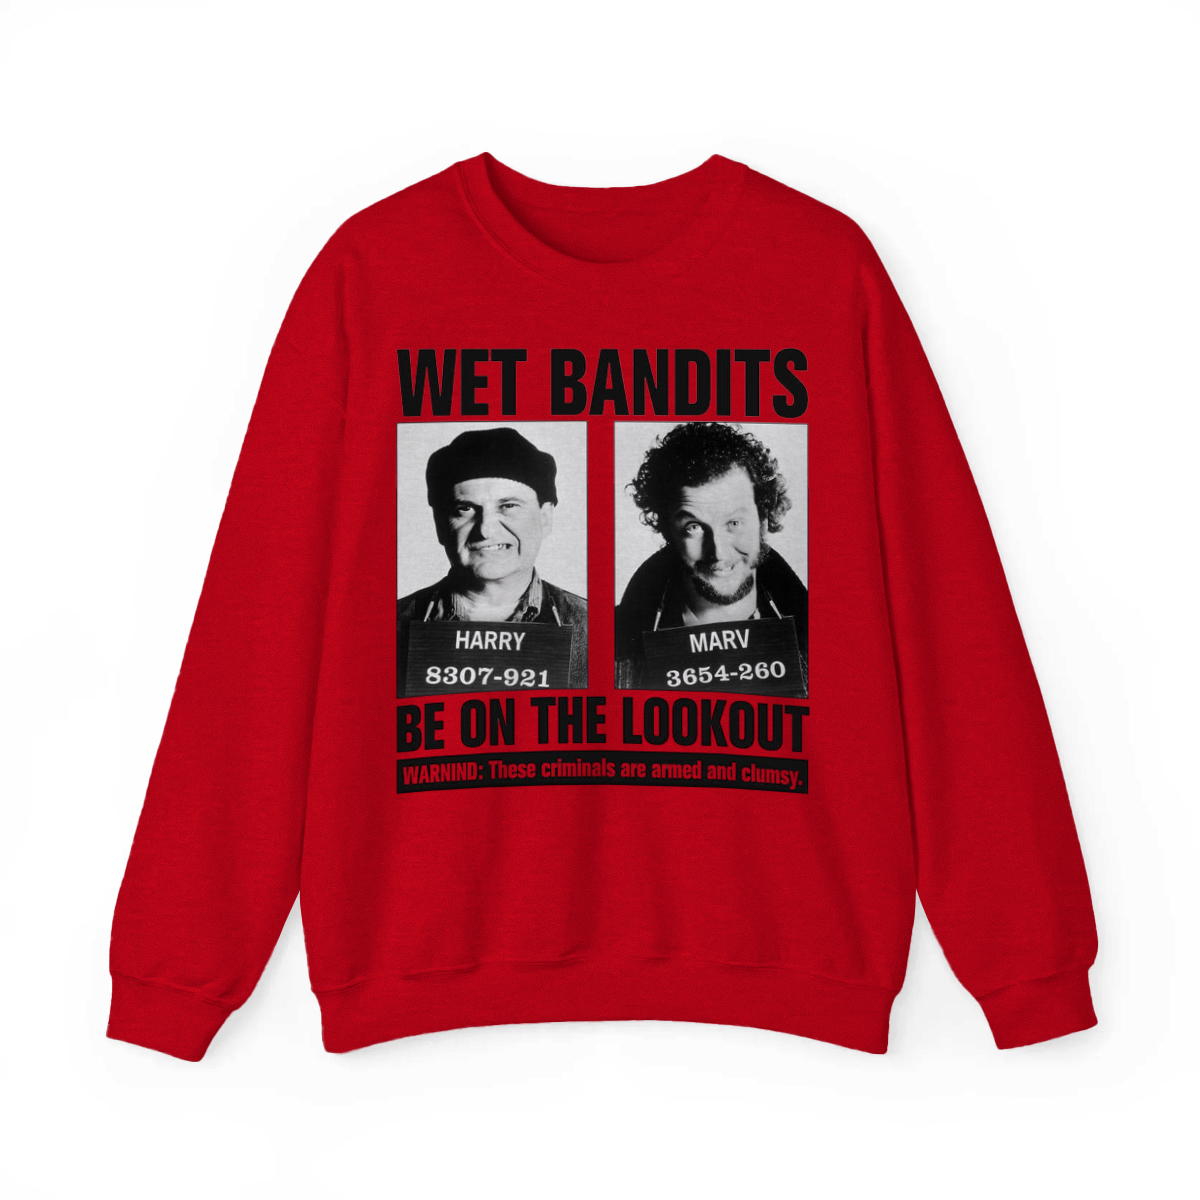 WET BANDITS
HARRY
8307-921
MARV
3654-260
BE ON THE LOOKOUT
WARNIND: These criminals are armed and clumsy.